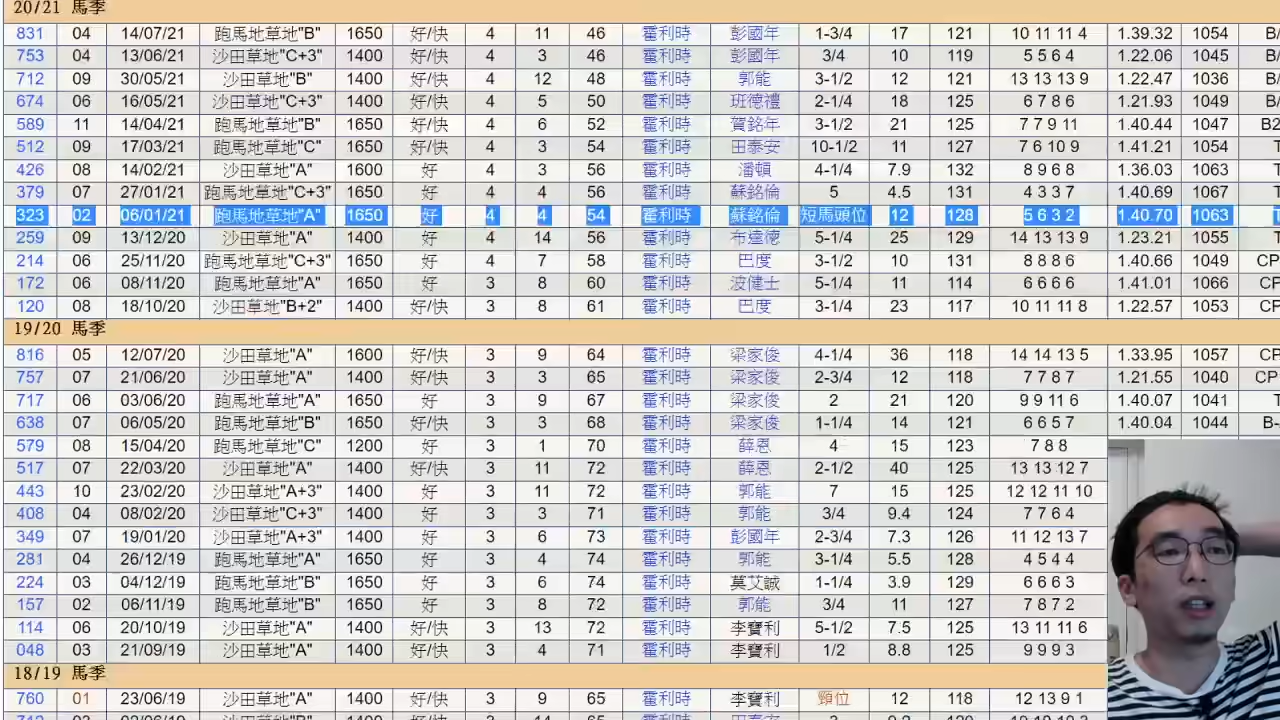 20/21 馬季
831 04 14/07/21 跑馬地草地"B" 1650 好/快 4 11 46 霍利時 彭國年 1-3/4 17 121 10 11 11 4 1.39.32 1054 B/
753 04 13/06/21 沙田草地"C+3" 1400 好/快 4 3 46 霍利時 彭國年 3/4 10 119 5 5 6 4 1.22.06 1045 B/
712 09 30/05/21 沙田草地"B" 1400 好/快 4 12 48 霍利時 郭能 3-1/2 12 121 13 13 13 9 1.22.47 1036 B/
674 06 16/05/21 沙田草地"C+3" 1400 好/快 4 5 50 霍利時 班德禮 2-1/4 18 125 6 7 8 6 1.21.93 1049 B/
589 11 14/04/21 跑馬地草地"B" 1650 好/快 4 6 52 霍利時 賀銘年 3-1/2 21 125 7 7 9 11 1.40.44 1047 B2
512 09 17/03/21 跑馬地草地"C" 1650 好/快 4 3 54 霍利時 田泰安 10-1/2 11 127 7 6 10 9 1.41.21 1054 T
426 08 14/02/21 沙田草地"A" 1600 好 4 1 56 霍利時 潘頓 4-1/4 7.9 132 8 9 6 8 1.36.03 1063 T
379 07 27/01/21 跑馬地草地"C+3" 1650 好 4 4 56 霍利時 蘇銘倫 5 4.5 131 4 3 3 7 1.40.69 1067
323 02 06/01/21 跑馬地草地"A" 1650 好 4 4 54 霍利時 蘇銘倫 短馬頭位 12 128 5 6 3 2 1.40.70 1063
259 09 13/12/20 沙田草地"A" 1400 好 4 14 56 霍利時 布達德 5-1/4 25 129 14 13 13 9 1.23.21 1055 T
214 06 25/11/20 跑馬地草地"C+3" 1650 好 4 7 58 霍利時 巴度 3-1/2 10 131 8 8 8 6 1.40.66 1049 CP
172 06 08/11/20 跑馬地草地"A" 1650 好 3 8 60 霍利時 波健士 5-1/4 11 114 6 6 6 6 1.41.01 1066 CP
120 08 18/10/20 沙田草地"B+2" 1400 好 3 8 61 霍利時 巴度 3-1/4 23 117 10 11 11 8 1.22.57 1053 CP
19/20 馬季
816 05 12/07/20 沙田草地"A" 1600 好/快 3 9 64 霍利時 梁家俊 4-1/4 36 118 14 14 13 5 1.33.95 1057 CP
757 07 21/06/20 沙田草地"A" 1400 好/快 3 3 65 霍利時 梁家俊 2-3/4 12 118 7 7 8 7 1.21.55 1040 CP
717 06 03/06/20 跑馬地草地"A" 1650 好 3 9 67 霍利時 梁家俊 2 21 120 9 9 11 6 1.40.07 1041 T
638 07 06/05/20 跑馬地草地"B" 1650 好/快 3 3 68 霍利時 梁家俊 1-1/4 14 121 6 6 5 7 1.40.04 1044 B-
579 08 15/04/20 跑馬地草地"C" 1200 好 3 1 70 霍利時 薛恩 4 15 123 7 8 8
517 07 22/03/20 沙田草地"A" 1400 好/快 3 11 72 霍利時 薛恩 2-1/2 40 125 13 13 12 7
443 10 23/02/20 沙田草地"A+3" 1400 好 3 11 72 霍利時 郭能 7 15 125 12 12 11 10
408 04 08/02/20 沙田草地"C+3" 1400 好 3 3 71 霍利時 郭能 3/4 9.4 124 7 7 6 4
349 07 19/01/20 沙田草地"A+3" 1400 好 3 6 73 霍利時 彭國年 2-3/4 7.3 126 11 12 13 7
281 04 26/12/19 跑馬地草地"A" 1650 好 3 4 74 霍利時 郭能 3-1/4 5.5 128 4 5 4 4
224 03 04/12/19 跑馬地草地"B" 1650 好 3 6 74 霍利時 莫艾誠 1-1/4 3.9 129 6 6 6 3
157 02 06/11/19 跑馬地草地"B" 1650 好 3 8 72 霍利時 郭能 3/4 11 127 7 8 7 2
114 06 20/10/19 沙田草地"A" 1400 好/快 3 13 72 霍利時 李寶利 5-1/2 7.5 125 13 11 11 6
048 03 21/09/19 沙田草地"A" 1400 好 3 4 71 霍利時 李寶利 1/2 8.8 125 9 9 9 3
18/19 馬季
760 01 23/06/19 沙田草地"A" 1400 好/快 3 9 65 霍利時 李寶利 頸位 12 118 12 13 9 1